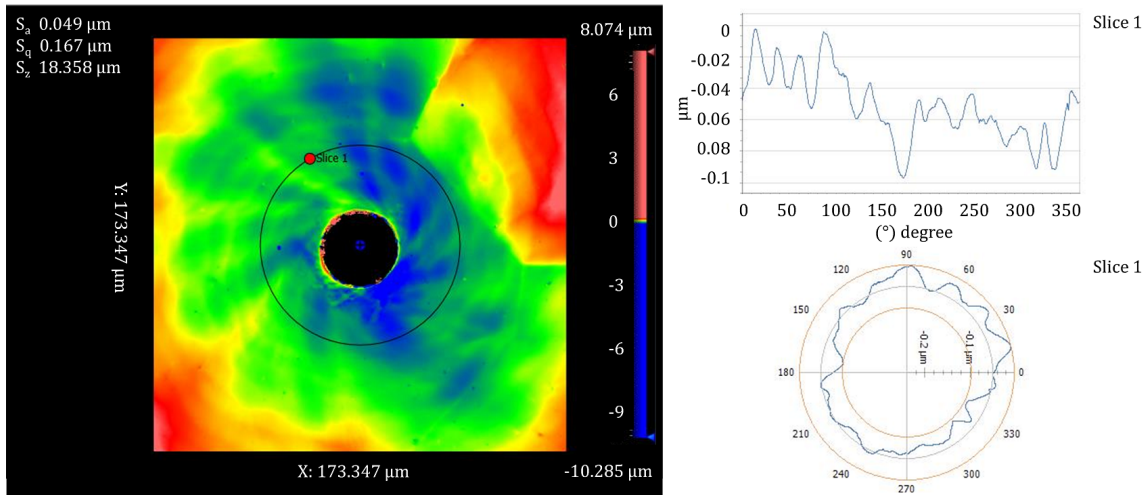 Sa 0.049 μm
Sq 0.167 μm
Sz 18.358 μm
8.074 μm
6
3
0
-3
-6
-9
-10.285 μm
Y: 173.347 μm
X: 173.347 μm
Slice 1
Slice 1
0
-0.02
-0.04
0.06
0.08
-0.1
μm
0 50 100 150 200 250 300 350
(°) degree
Slice 1
90
120 60
150 30
180 0
210 330
240 300
270
-0.2 μm
-0.1 μm